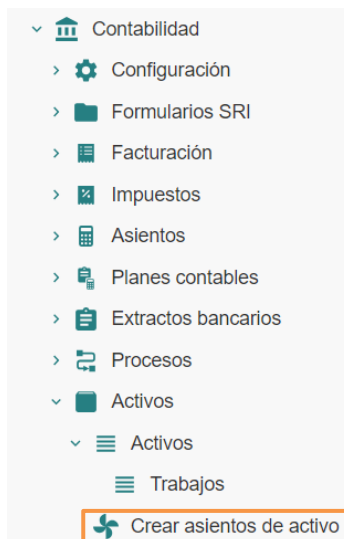 Contabilidad
Configuración
Formularios SRI
Facturación
Impuestos
Asientos
Planes contables
Extractos bancarios
Procesos
Activos
Activos
Trabajos
Crear asientos de activo